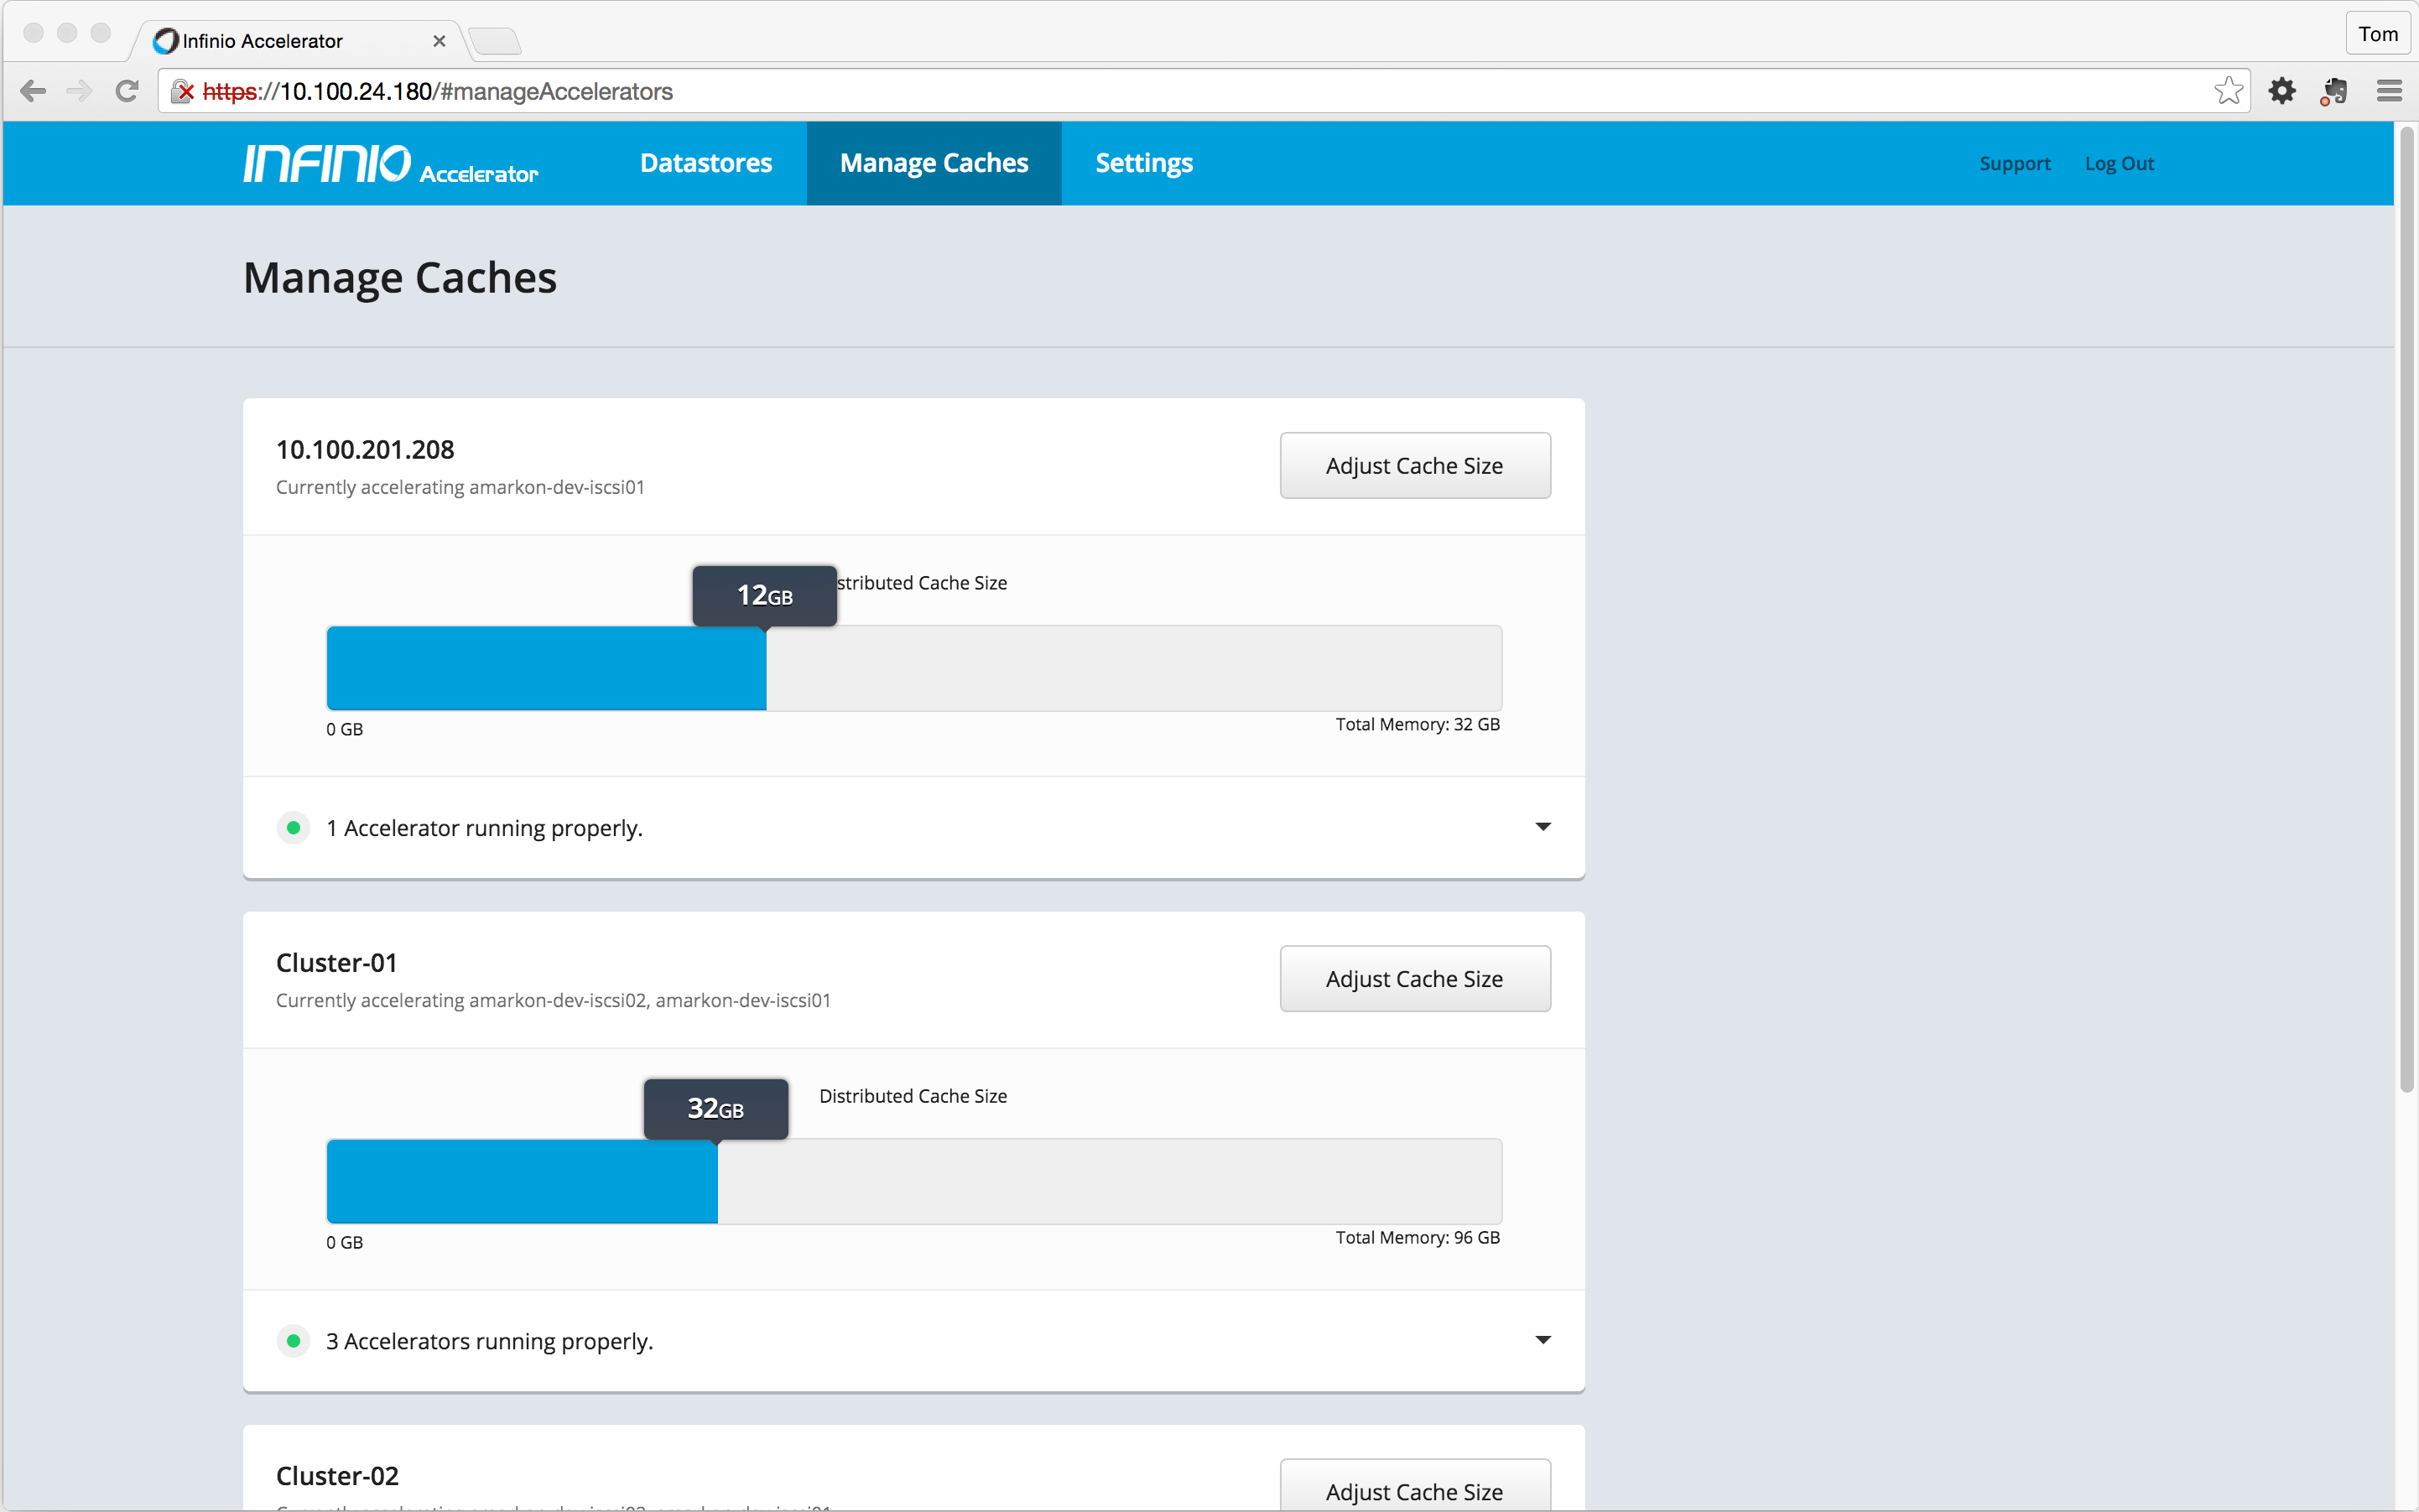 Infinio Accelerator
Tom
https://10.100.24.180/#manageAccelerators
INFINIO Accelerator
Datastores
Manage Caches
Settings
Support
Log Out
Manage Caches
10.100.201.208
Currently accelerating amarkon-dev-iscsi01
Adjust Cache Size
12GB
stributed Cache Size
0 GB
Total Memory: 32 GB
1 Accelerator running properly.
Cluster-01
Currently accelerating amarkon-dev-iscsi02, amarkon-dev-iscsi01
Adjust Cache Size
32GB
Distributed Cache Size
0 GB
Total Memory: 96 GB
3 Accelerators running properly.
Cluster-02
Adjust Cache Size